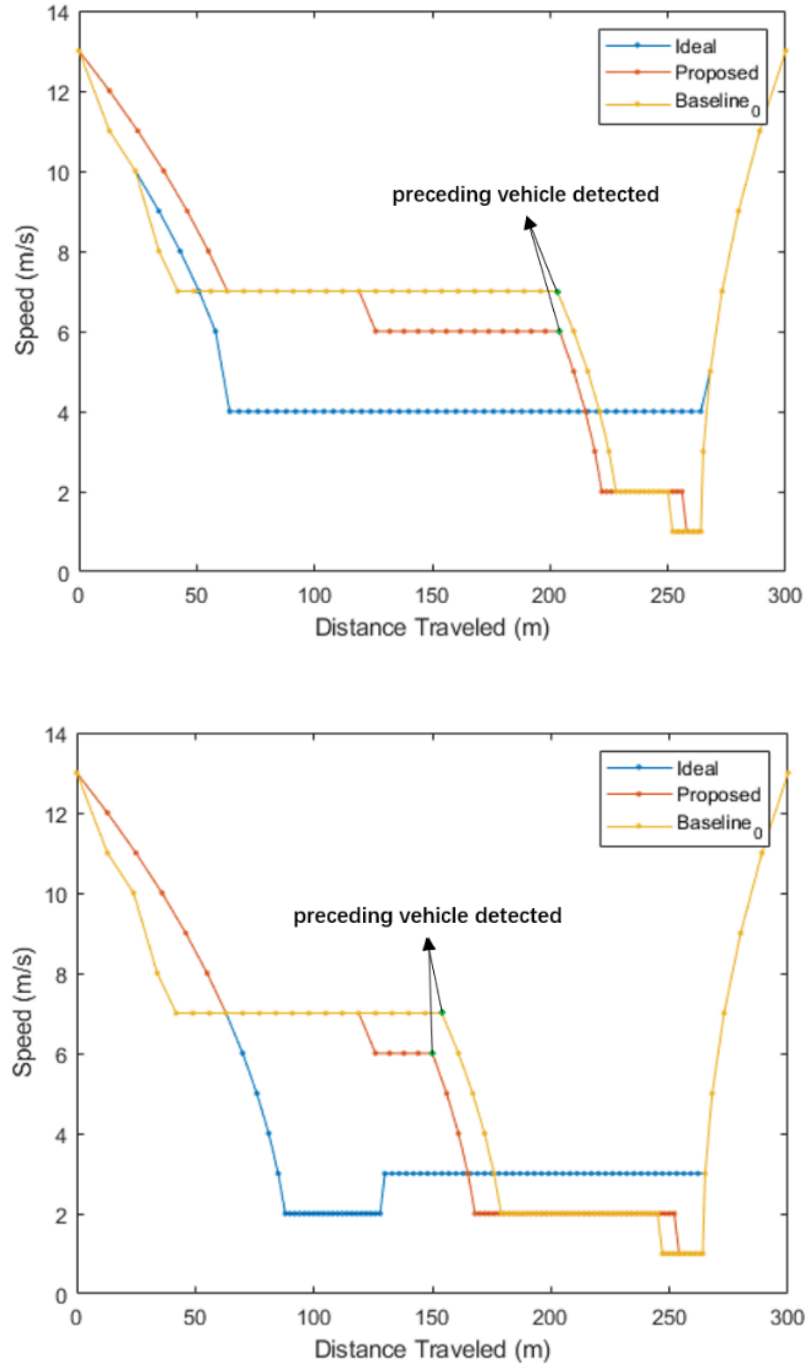 14
12
10
8
6
4
2
0
Speed (m/s)
Ideal
Proposed
Baseline0
preceding vehicle detected
0 50 100 150 200 250 300
Distance Traveled (m)
14
12
10
8
6
4
2
0
Speed (m/s)
Ideal
Proposed
Baseline0
preceding vehicle detected
0 50 100 150 200 250 300
Distance Traveled (m)